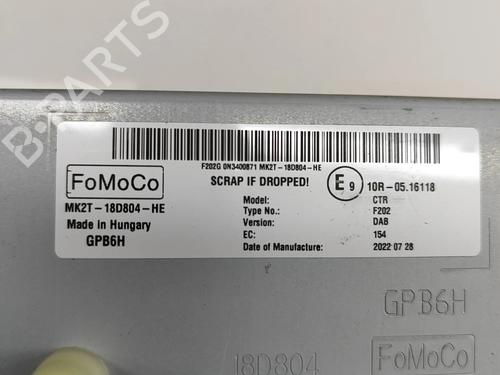 B-PARTS
F202G 0N3400871 MK2T-18D804-HE
FoMoCo
SCRAP IF DROPPED!
E9 10R-05.16118
MK2T-18D804-HE
Made in Hungary
GPB6H
Model: CTR
Type No.: F202
Version: DAB
EC: 154
Date of Manufacture: 2022 07 28
GPB6H
18D804
FoMoCo